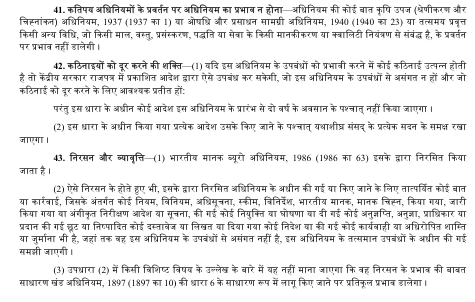 41. कतिपय अधिनियमों के प्रवर्तन पर अधिनियम का प्रभाव न होना—अधिनियम की कोई बात कृषि उपज (श्रेणीकरण और
चिह्नांकन) अधिनियम, 1937 (1937 का 1) या ओषधि और प्रसाधन सामग्री अधिनियम, 1940 (1940 का 23) या तत्समय प्रवृत्त
किसी अन्य विधि, जो किसी माल, वस्तु, प्रसंस्करण, पद्धति या सेवा के किसी मानकीकरण या क्वालिटी नियंत्रण से संबद्ध है, के प्रवर्तन
पर प्रभाव नहीं डालेगी ।
42. कठिनाइयों को दूर करने की शक्ति—(1) यदि इस अधिनियम के उपबंधों को प्रभावी करने में कोई कठिनाई उत्पन्न होती
है तो केंद्रीय सरकार राजपत्र में प्रकाशित आदेश द्वारा ऐसे उपबंध कर सकेगी, जो इस अधिनियम के उपबंधों से असंगत न हों और जो
कठिनाई को दूर करने के लिए आवश्यक प्रतीत हों:
परंतु इस धारा के अधीन कोई आदेश इस अधिनियम के प्रारंभ से दो वर्ष के अवसान के पश्चात् नहीं किया जाएगा ।
(2) इस धारा के अधीन किया गया प्रत्येक आदेश उसके किए जाने के पश्चात् यथाशीघ्र संसद् के प्रत्येक सदन के समक्ष रखा
जाएगा ।
43. निरसन और व्यावृत्ति—(1) भारतीय मानक ब्यूरो अधिनियम, 1986 (1986 का 63) इसके द्वारा निरसित किया
जाता है ।
(2) ऐसे निरसन के होते हुए भी, इसके द्वारा निरसित अधिनियम के अधीन की गई या किए जाने के लिए तात्पर्यित कोई बात
या कार्रवाई, जिसके अंतर्गत कोई नियम, विनियम, अधिसूचना, स्कीम, विनिर्देश, भारतीय मानक, मानक चिह्न, किया गया, जारी
किया गया या अंगीकृत निरीक्षण आदेश या सूचना, की गई कोई नियुक्ति या घोषणा या दी गई कोई अनुज्ञप्ति, अनुज्ञा, प्राधिकार या
प्रदान की गई छूट या निष्पादित कोई दस्तावेज या लिखत या दिया गया कोई निदेश या की गई कोई कार्यवाही या अधिरोपित शास्ति
या जुर्माना भी है, जहां तक वह इस अधिनियम के उपबंधों से असंगत नहीं है, इस अधिनियम के तत्समान उपबंधों के अधीन की गई
समझी जाएगी ।
(3) उपधारा (2) में किसी विशिष्ट विषय के उल्लेख के बारे में यह नहीं माना जाएगा कि वह निरसन के प्रभाव की बाबत
साधारण खंड अधिनियम, 1897 (1897 का 10) की धारा 6 के साधारण रूप में लागू किए जाने पर प्रतिकूल प्रभाव डालेगा ।